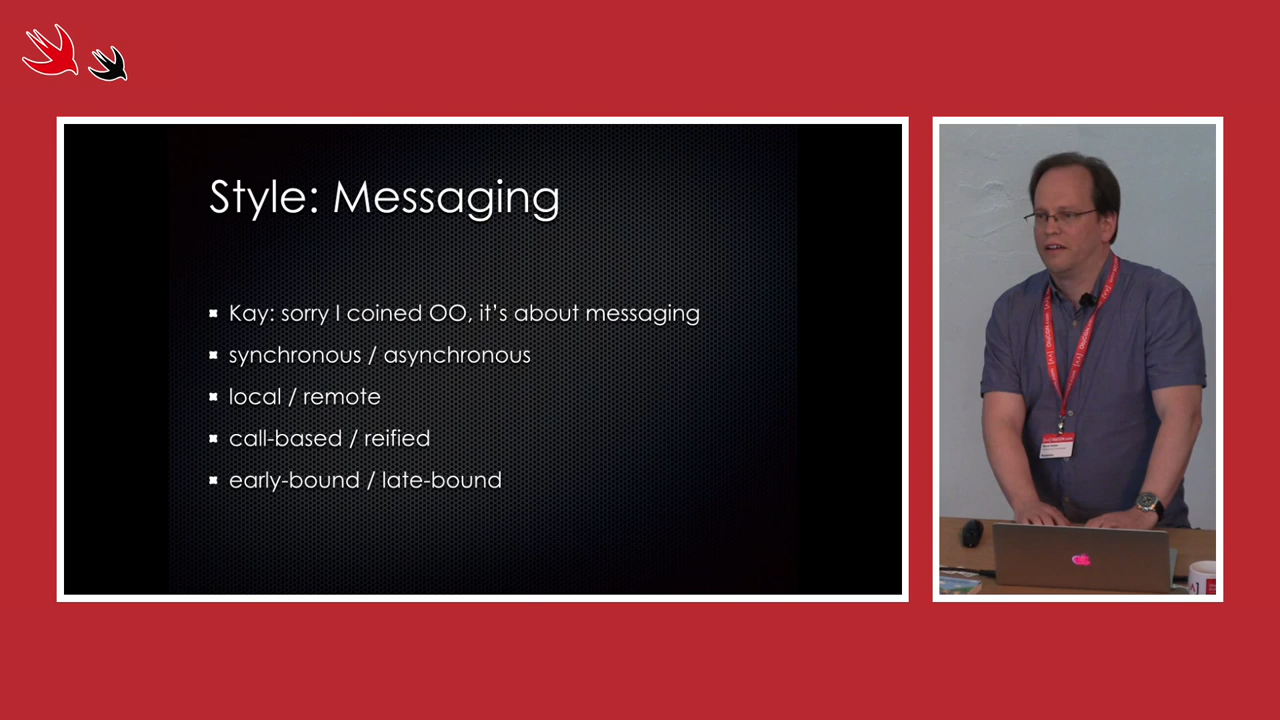 Style: Messaging
Kay: sorry I coined OO, it's about messaging
synchronous / asynchronous
local / remote
call-based / reified
early-bound / late-bound